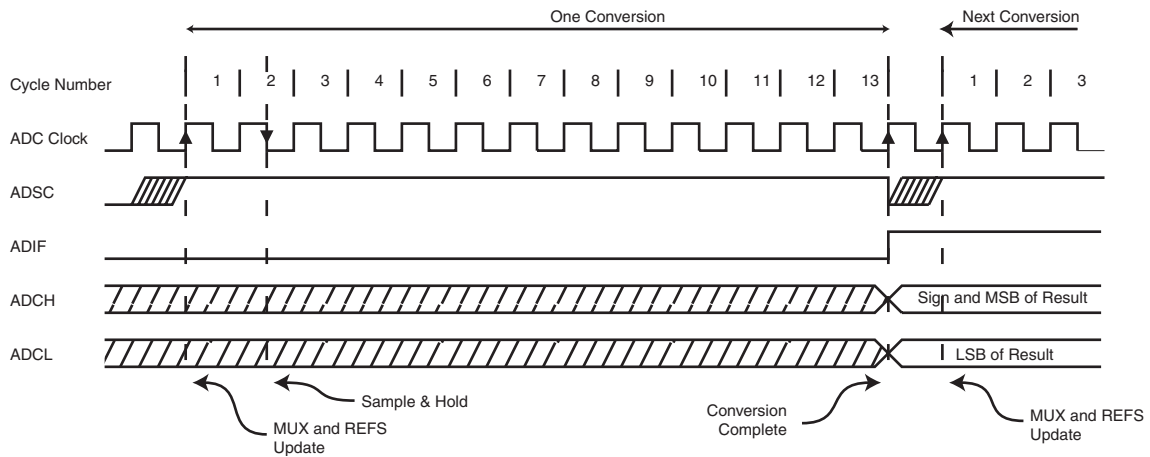 One Conversion
Next Conversion
Cycle Number
1 2 3 4 5 6 7 8 9 10 11 12 13 1 2 3
ADC Clock
ADSC
ADIF
ADCH
Sign and MSB of Result
ADCL
LSB of Result
Sample & Hold
MUX and REFS
Update
Conversion
Complete
MUX and REFS
Update